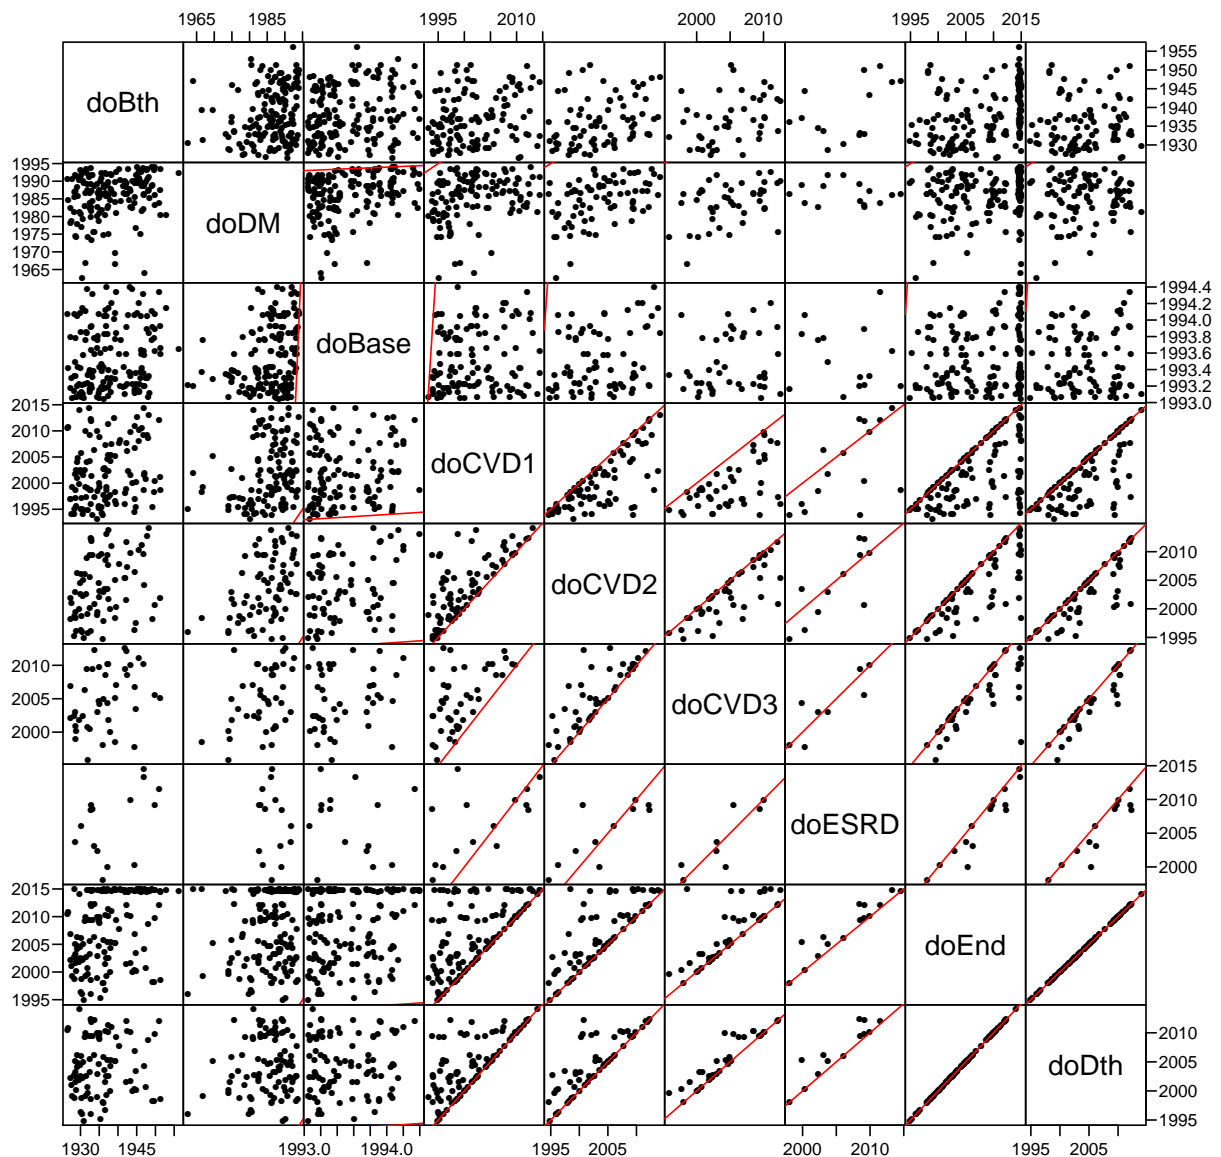 1965 1985 1995 2010 2000 2012 1995 2005 2015
doBth 1955 1950 1945 1940 1935 1930
1995 1990 1985 1980 1975 1970 1965 doDM
doBase 1994.4 1994.2 1994.0 1993.8 1993.6 1993.4 1993.2 1993.0
2015 2010 2005 2000 1995 doCVD1
doCVD2 2010 2005 2000 1995
2010 2005 2000 doCVD3
doESRD 2015 2010 2005 2000
2015 2010 2005 2000 1995 doEnd
doDth 2010 2005 2000 1995
1930 1945 1993.0 1994.0 1995 2005 2000 2010 1995 2005